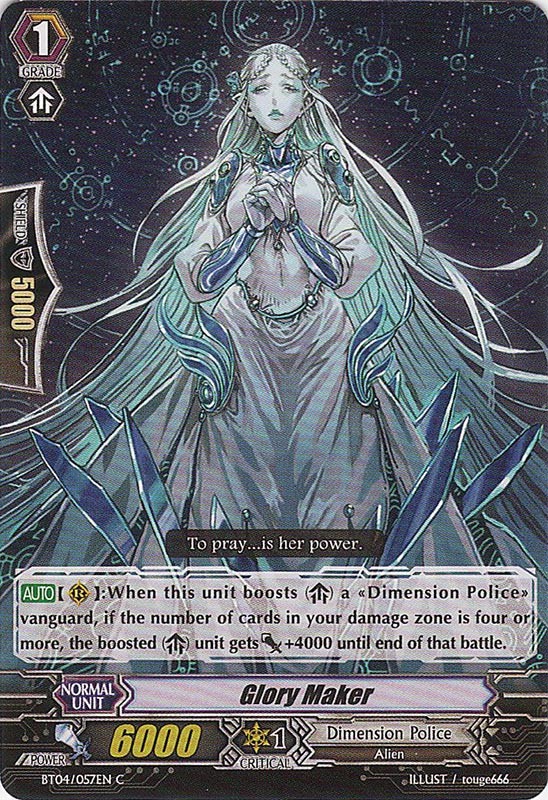 1
GRADE
SHIELD
5000
To pray...is her power.
AUTO【 R 】:When this unit boosts ( ) a «Dimension Police»
vanguard, if the number of cards in your damage zone is four or
more, the boosted ( ) unit gets +4000 until end of that battle.
NORMAL
UNIT
Glory Maker
POWER
6000
1
CRITICAL
Dimension Police
Alien
BT04/057EN C
ILLUST / touge666